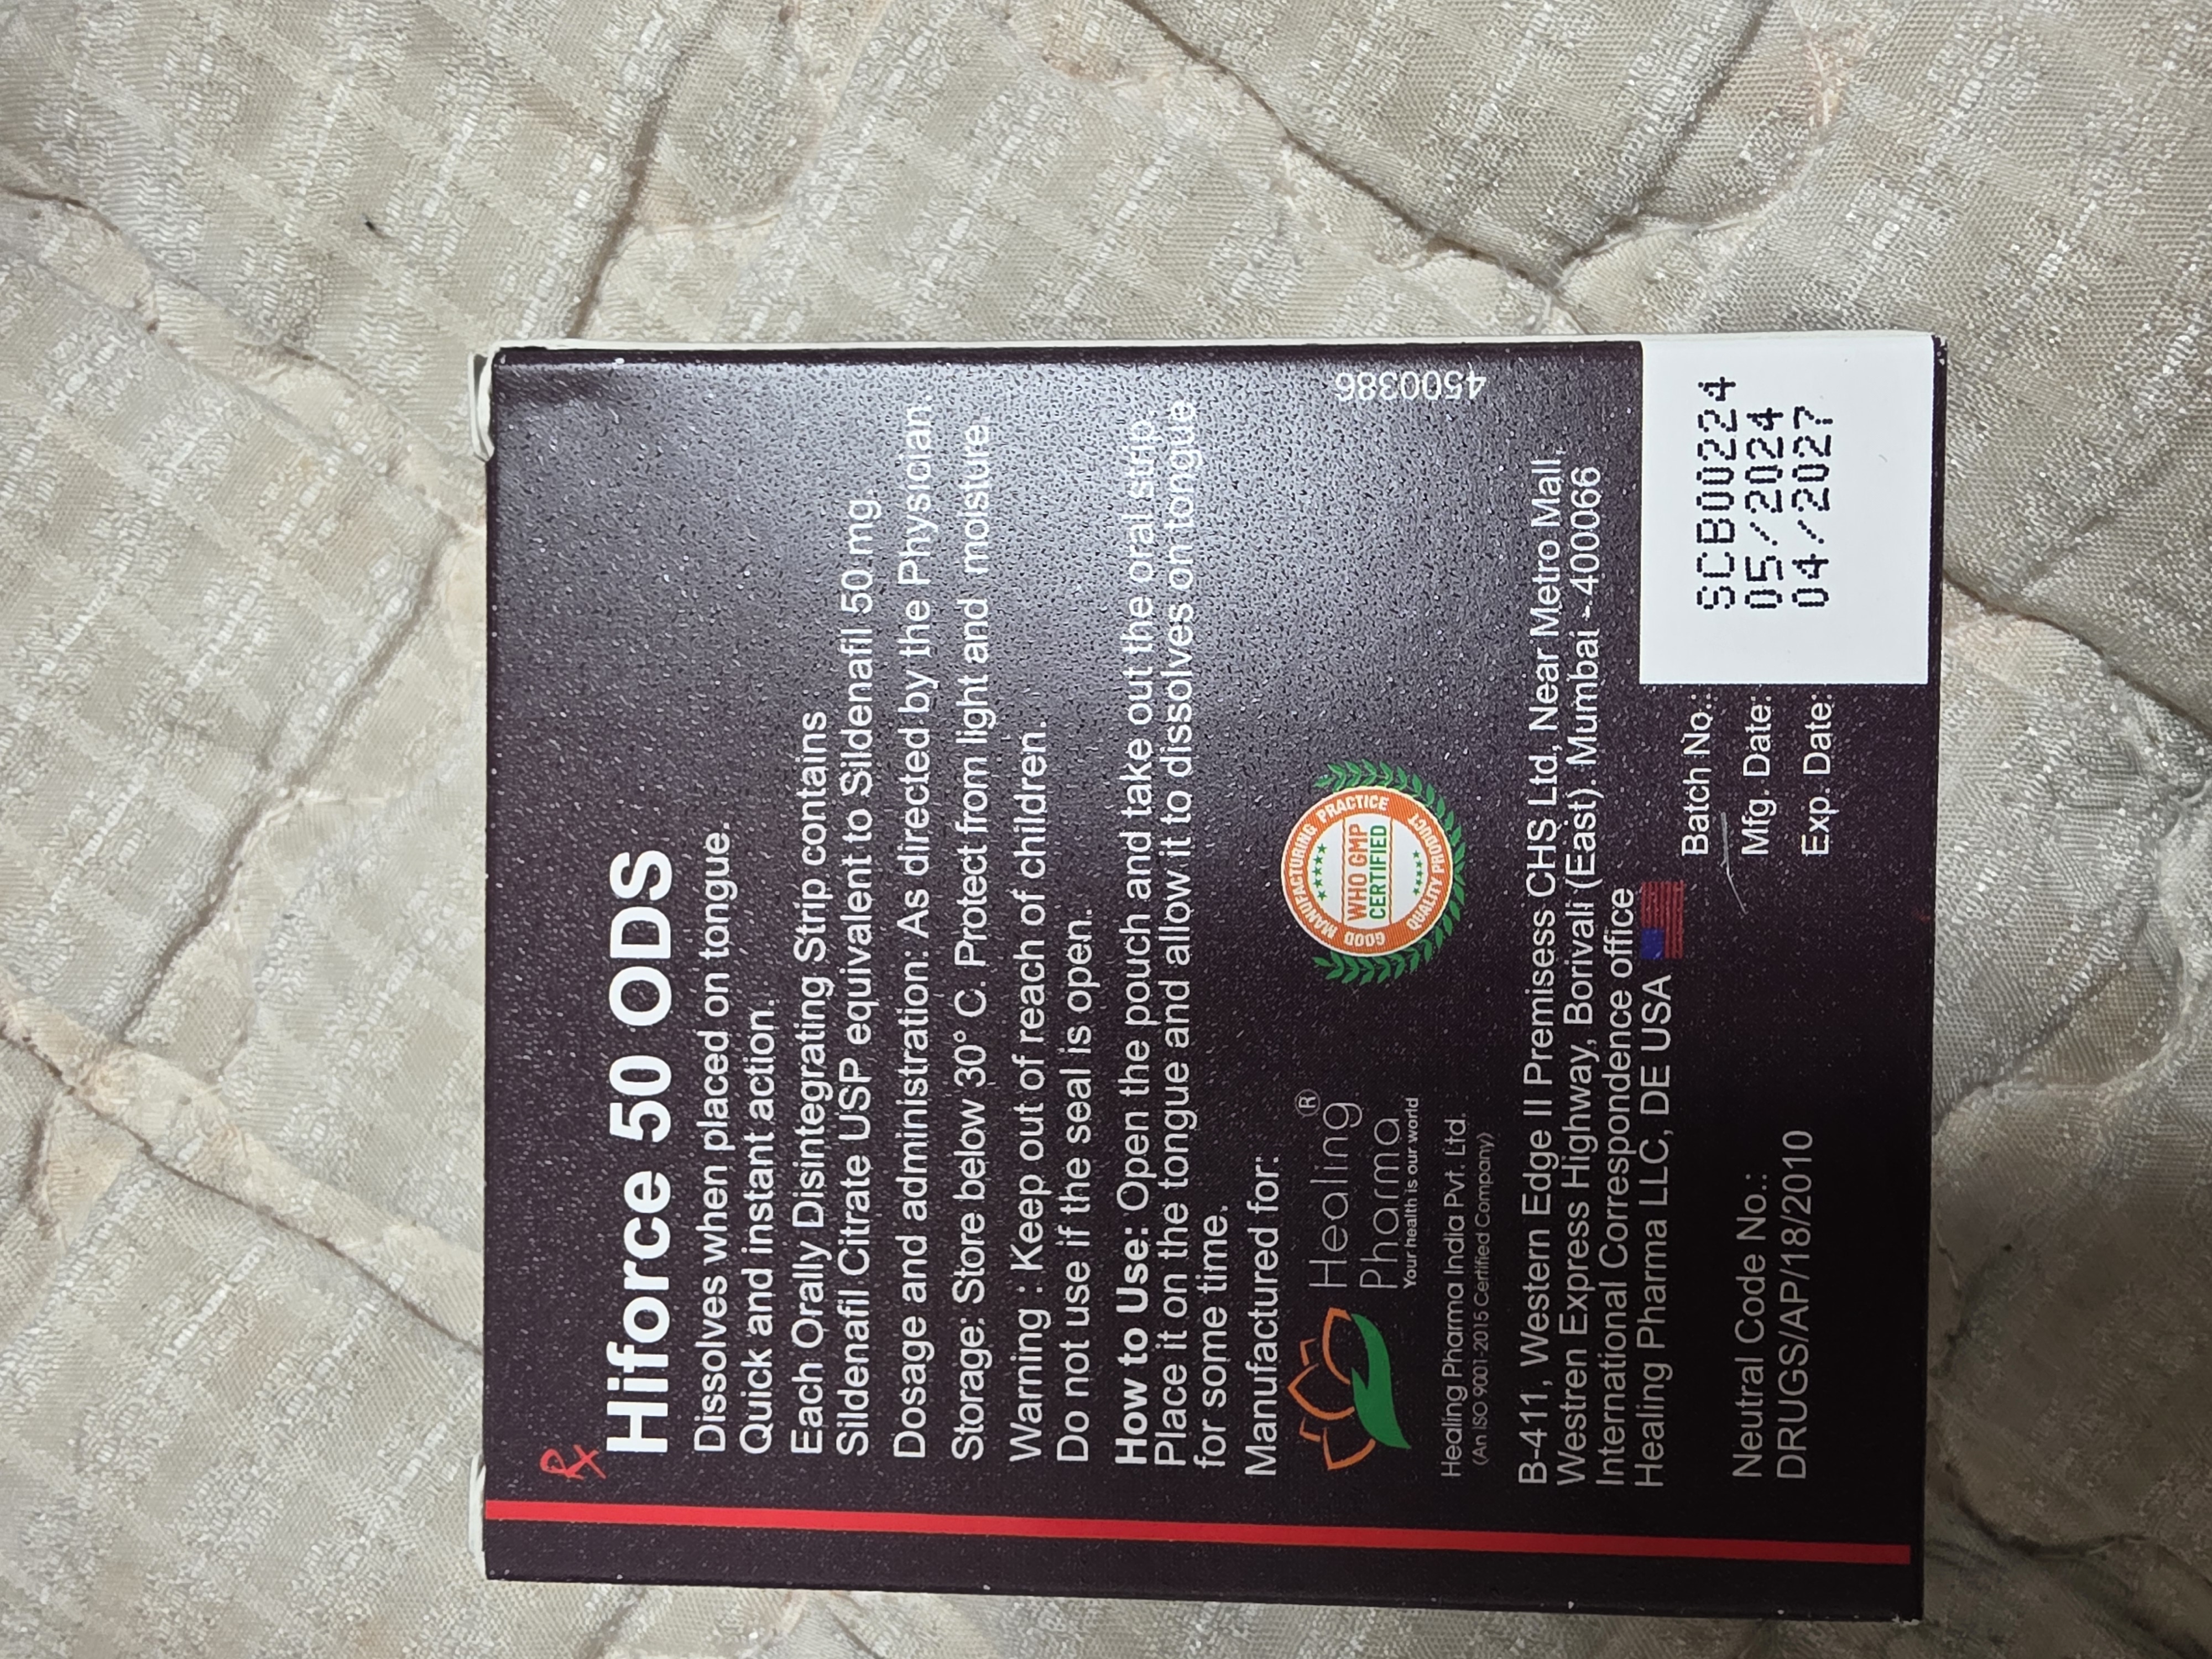 Rx
Hiforce 50 ODS
Dissolves when placed on tongue.
Quick and instant action.
Each Orally Disintegrating Strip contains
Sildenafil Citrate USP equivalent to Sildenafil 50 mg.
Dosage and administration: As directed by the Physician.
Storage: Store below 30° C. Protect from light and moisture.
Warning : Keep out of reach of children.
Do not use if the seal is open.
How to Use: Open the pouch and take out the oral strip.
Place it on the tongue and allow it to dissolves on tongue
for some time.
Manufactured for:
Healing®
Pharma
Your health is our world
Healing Pharma India Pvt. Ltd.
(An ISO 9001-2015 Certified Company)
GOOD MANUFACTURING PRACTICE
WHO GMP
CERTIFIED
QUALITY PRODUCT
4500386
B-411, Western Edge II Premisess CHS Ltd, Near Metro Mall,
Westren Express Highway, Borivali (East). Mumbai - 400066
International Correspondence office
Healing Pharma LLC, DE USA
Neutral Code No.:
DRUGS/AP/18/2010
Batch No.: SCB00224
Mfg. Date: 05/2024
Exp. Date: 04/2027